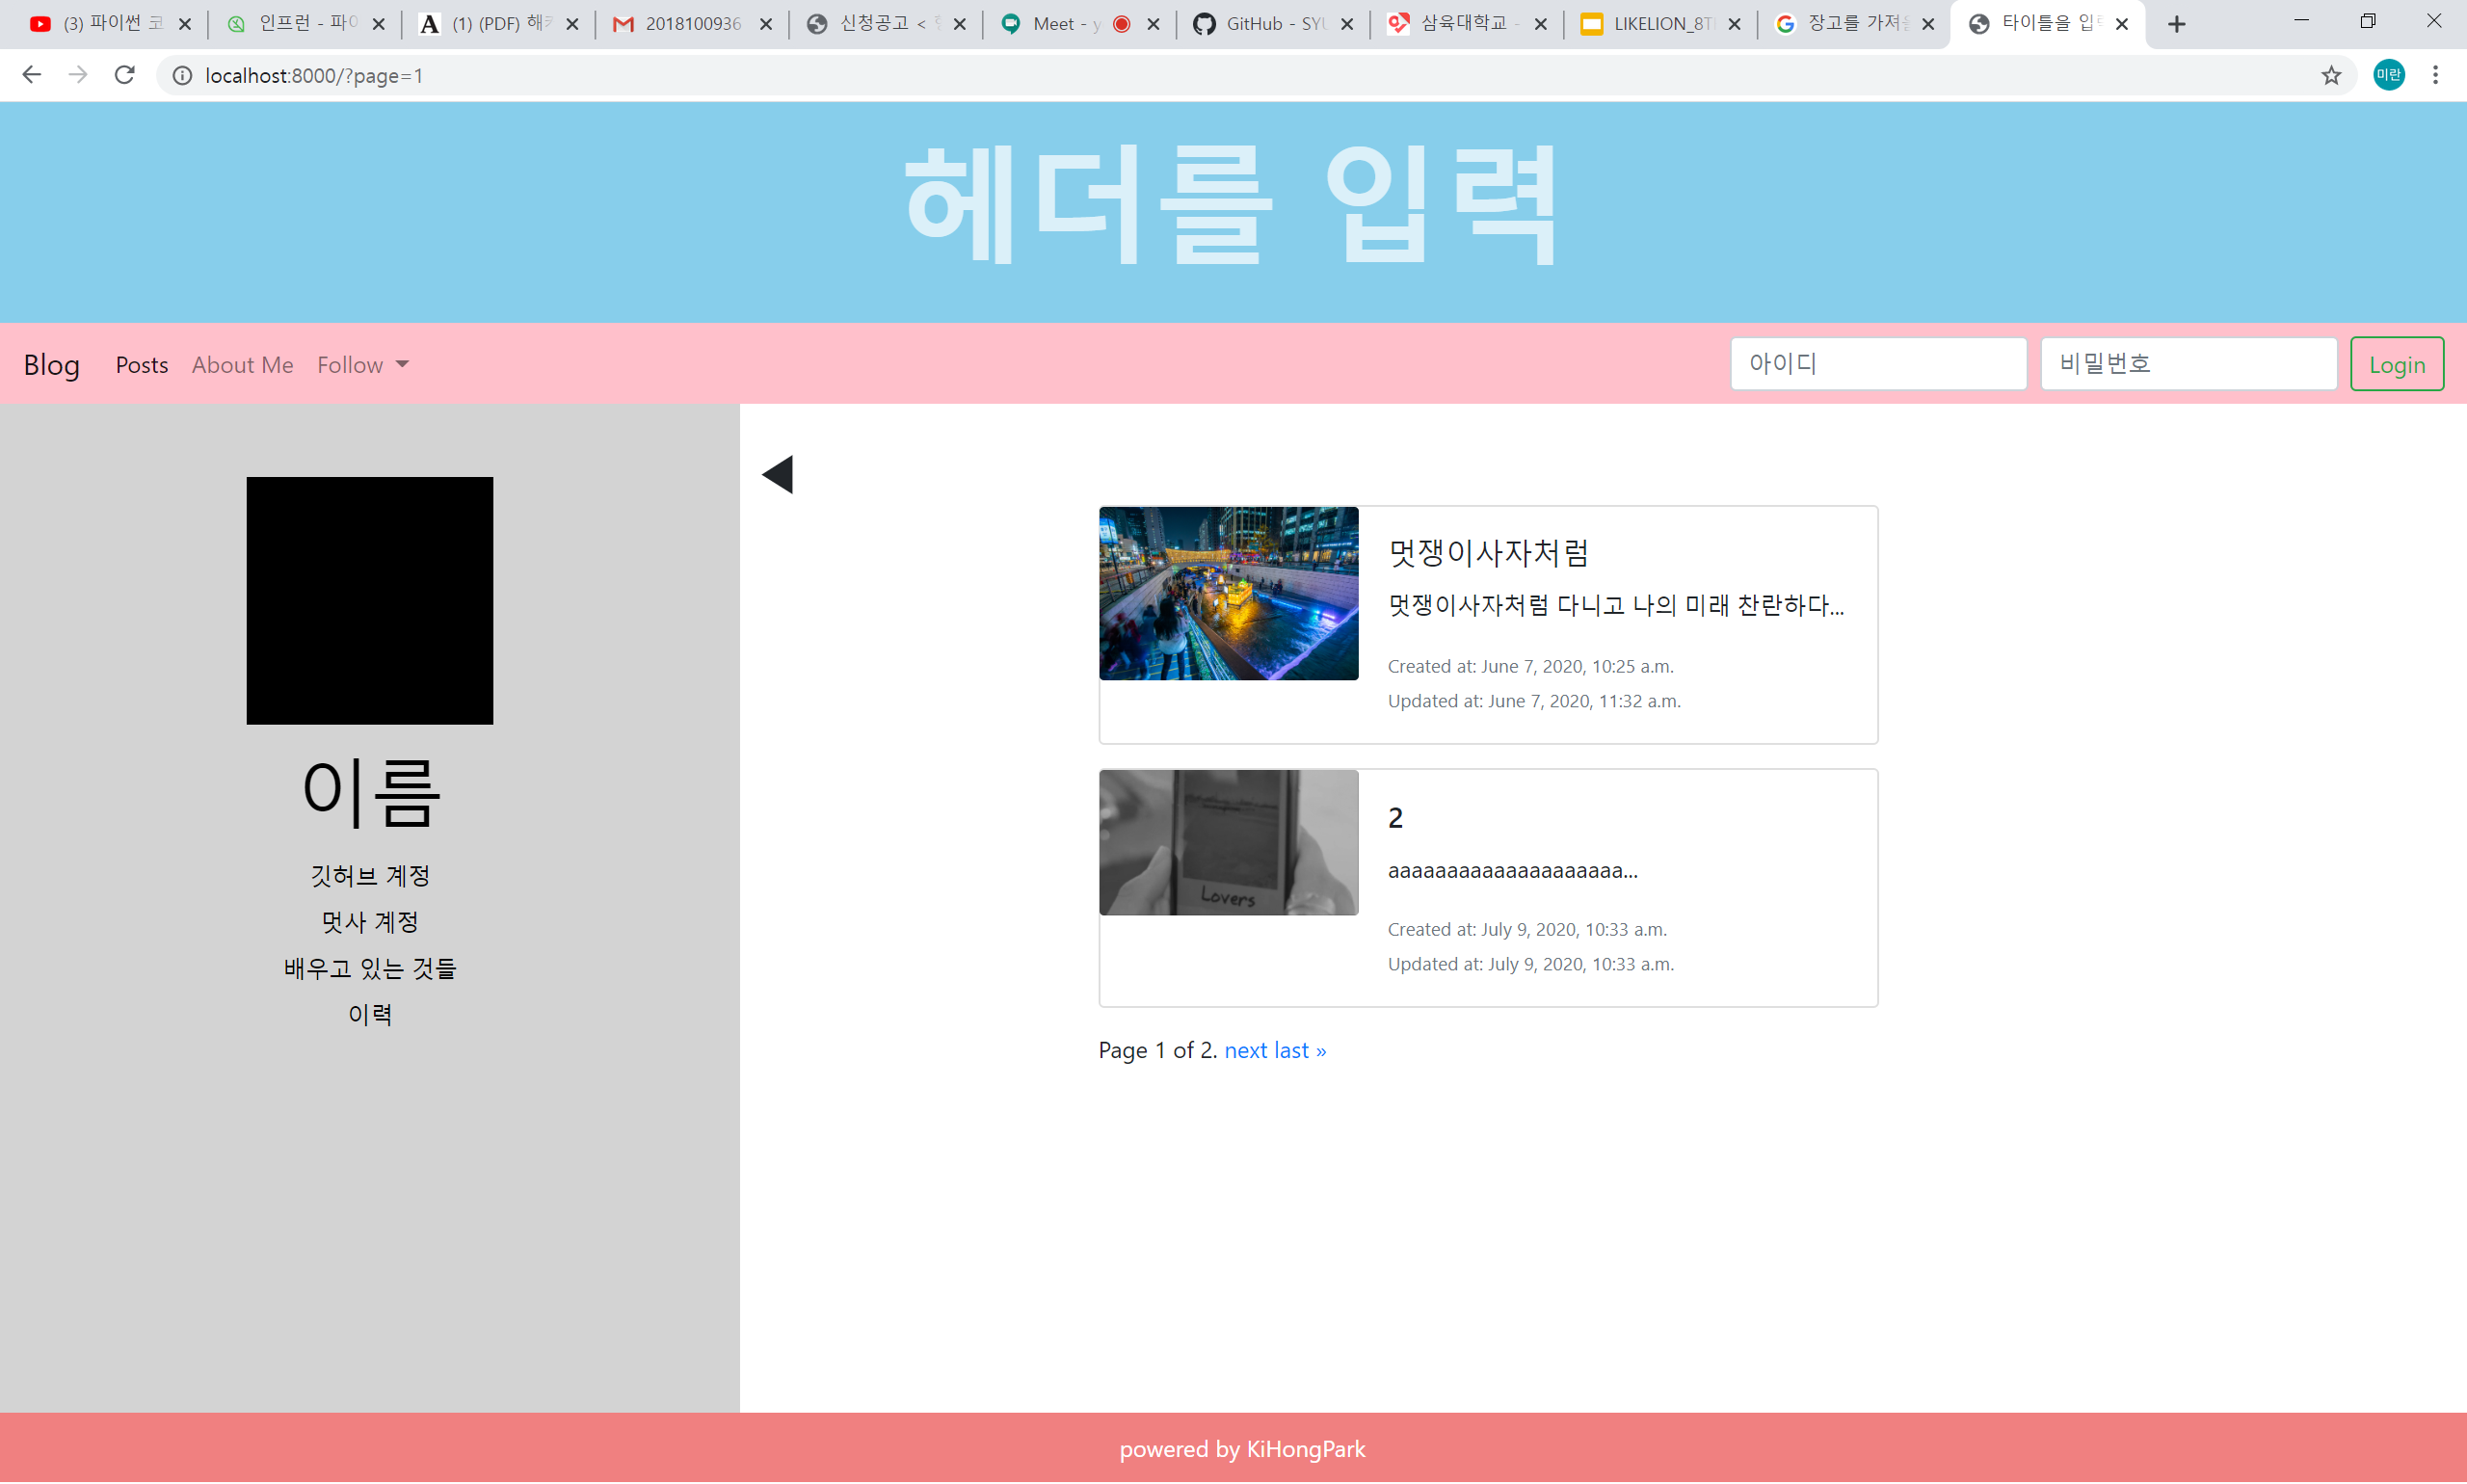 (3) 파이썬 코
인프런 - 파이
(1) (PDF) 해커
2018100936
신청공고 <
Meet - y
GitHub - SYU
삼육대학교 -
LIKELION_8T
장고를 가져
타이틀을 입력
localhost:8000/?page=1
미란
헤더를 입력
Blog Posts About Me Follow 아이디 비밀번호 Login
이름
깃허브 계정
멋사 계정
배우고 있는 것들
이력
멋쟁이사자처럼
멋쟁이사자처럼 다니고 나의 미래 찬란하다...
Created at: June 7, 2020, 10:25 a.m.
Updated at: June 7, 2020, 11:32 a.m.
Lovers
2
aaaaaaaaaaaaaaaaaaaa...
Created at: July 9, 2020, 10:33 a.m.
Updated at: July 9, 2020, 10:33 a.m.
Page 1 of 2. next last »
powered by KiHongPark